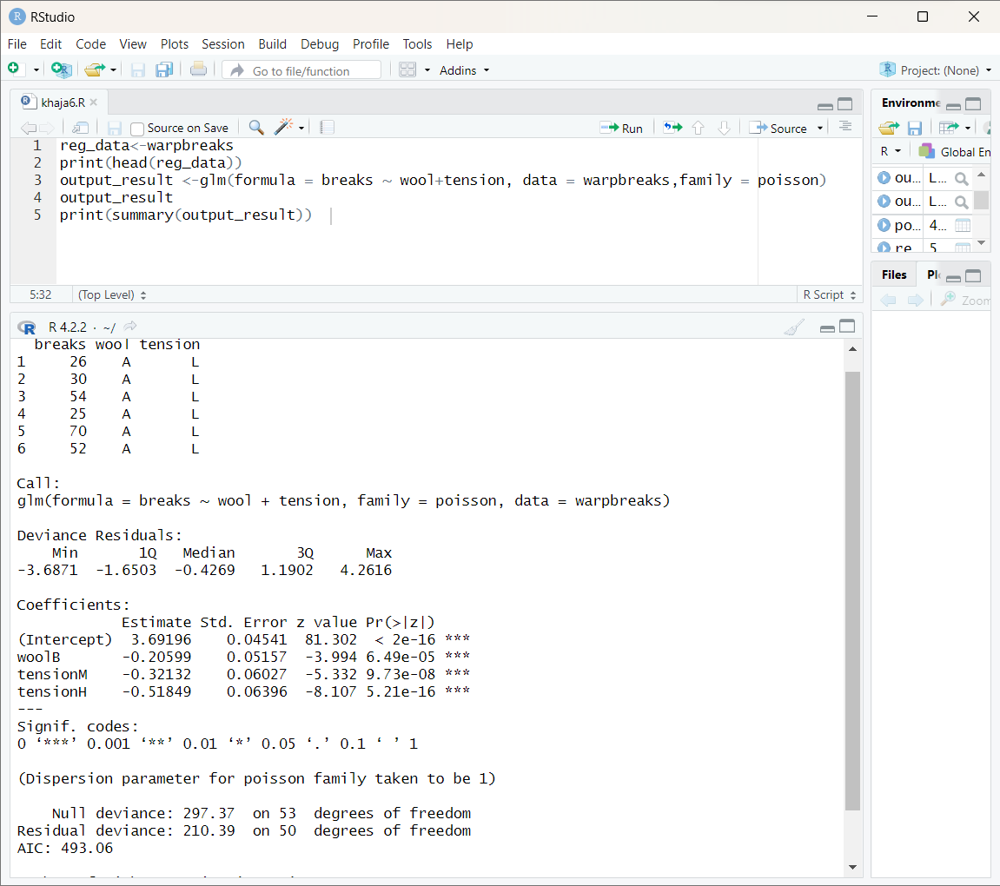 RStudio
File Edit Code View Plots Session Build Debug Profile Tools Help
Go to file/function Addins Project: (None)
khaja6.R
Source on Save Run Source
1 reg_data<-warpbreaks
2 print(head(reg_data))
3 output_result <-glm(formula = breaks ~ wool+tension, data = warpbreaks,family = poisson)
4 output_result
5 print(summary(output_result))
5:32 (Top Level) R Script
R 4.2.2 · ~/
breaks wool tension
1 26 A L
2 30 A L
3 54 A L
4 25 A L
5 70 A L
6 52 A L
Call:
glm(formula = breaks ~ wool + tension, family = poisson, data = warpbreaks)
Deviance Residuals:
Min 1Q Median 3Q Max
-3.6871 -1.6503 -0.4269 1.1902 4.2616
Coefficients:
Estimate Std. Error z value Pr(>|z|)
(Intercept) 3.69196 0.04541 81.302 < 2e-16 ***
woolB -0.20599 0.05157 -3.994 6.49e-05 ***
tensionM -0.32132 0.06027 -5.332 9.73e-08 ***
tensionH -0.51849 0.06396 -8.107 5.21e-16 ***
---
Signif. codes:
0 ‘***’ 0.001 ‘**’ 0.01 ‘*’ 0.05 ‘.’ 0.1 ‘ ’ 1
(Dispersion parameter for poisson family taken to be 1)
Null deviance: 297.37 on 53 degrees of freedom
Residual deviance: 210.39 on 50 degrees of freedom
AIC: 493.06
Environme
R Global En
ou... L...
ou... L...
po... 4...
re 5
Files Plo
Zoom